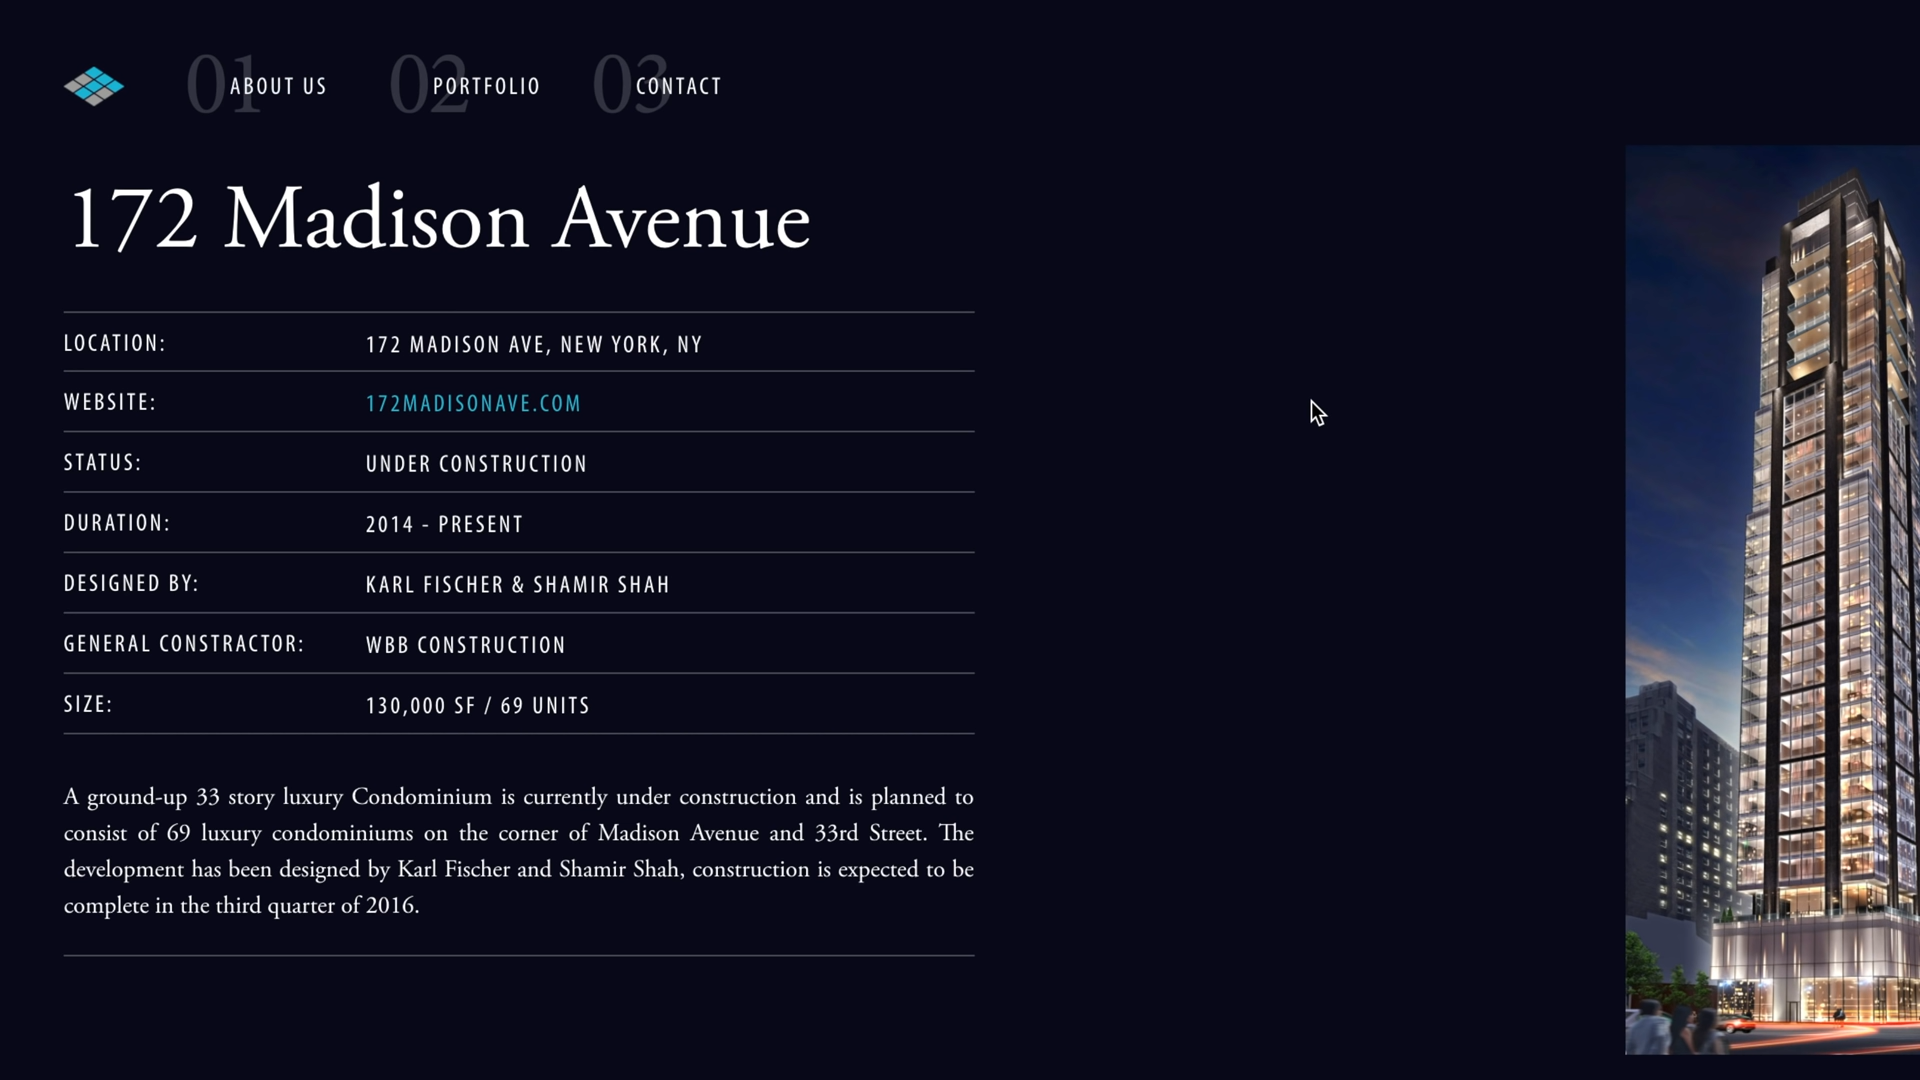 01 ABOUT US 02 PORTFOLIO 03 CONTACT
172 Madison Avenue
LOCATION: 172 MADISON AVE, NEW YORK, NY
WEBSITE: 172MADISONAVE.COM
STATUS: UNDER CONSTRUCTION
DURATION: 2014 - PRESENT
DESIGNED BY: KARL FISCHER & SHAMIR SHAH
GENERAL CONSTRACTOR: WBB CONSTRUCTION
SIZE: 130,000 SF / 69 UNITS
A ground-up 33 story luxury Condominium is currently under construction and is planned to
consist of 69 luxury condominiums on the corner of Madison Avenue and 33rd Street. The
development has been designed by Karl Fischer and Shamir Shah, construction is expected to be
complete in the third quarter of 2016.